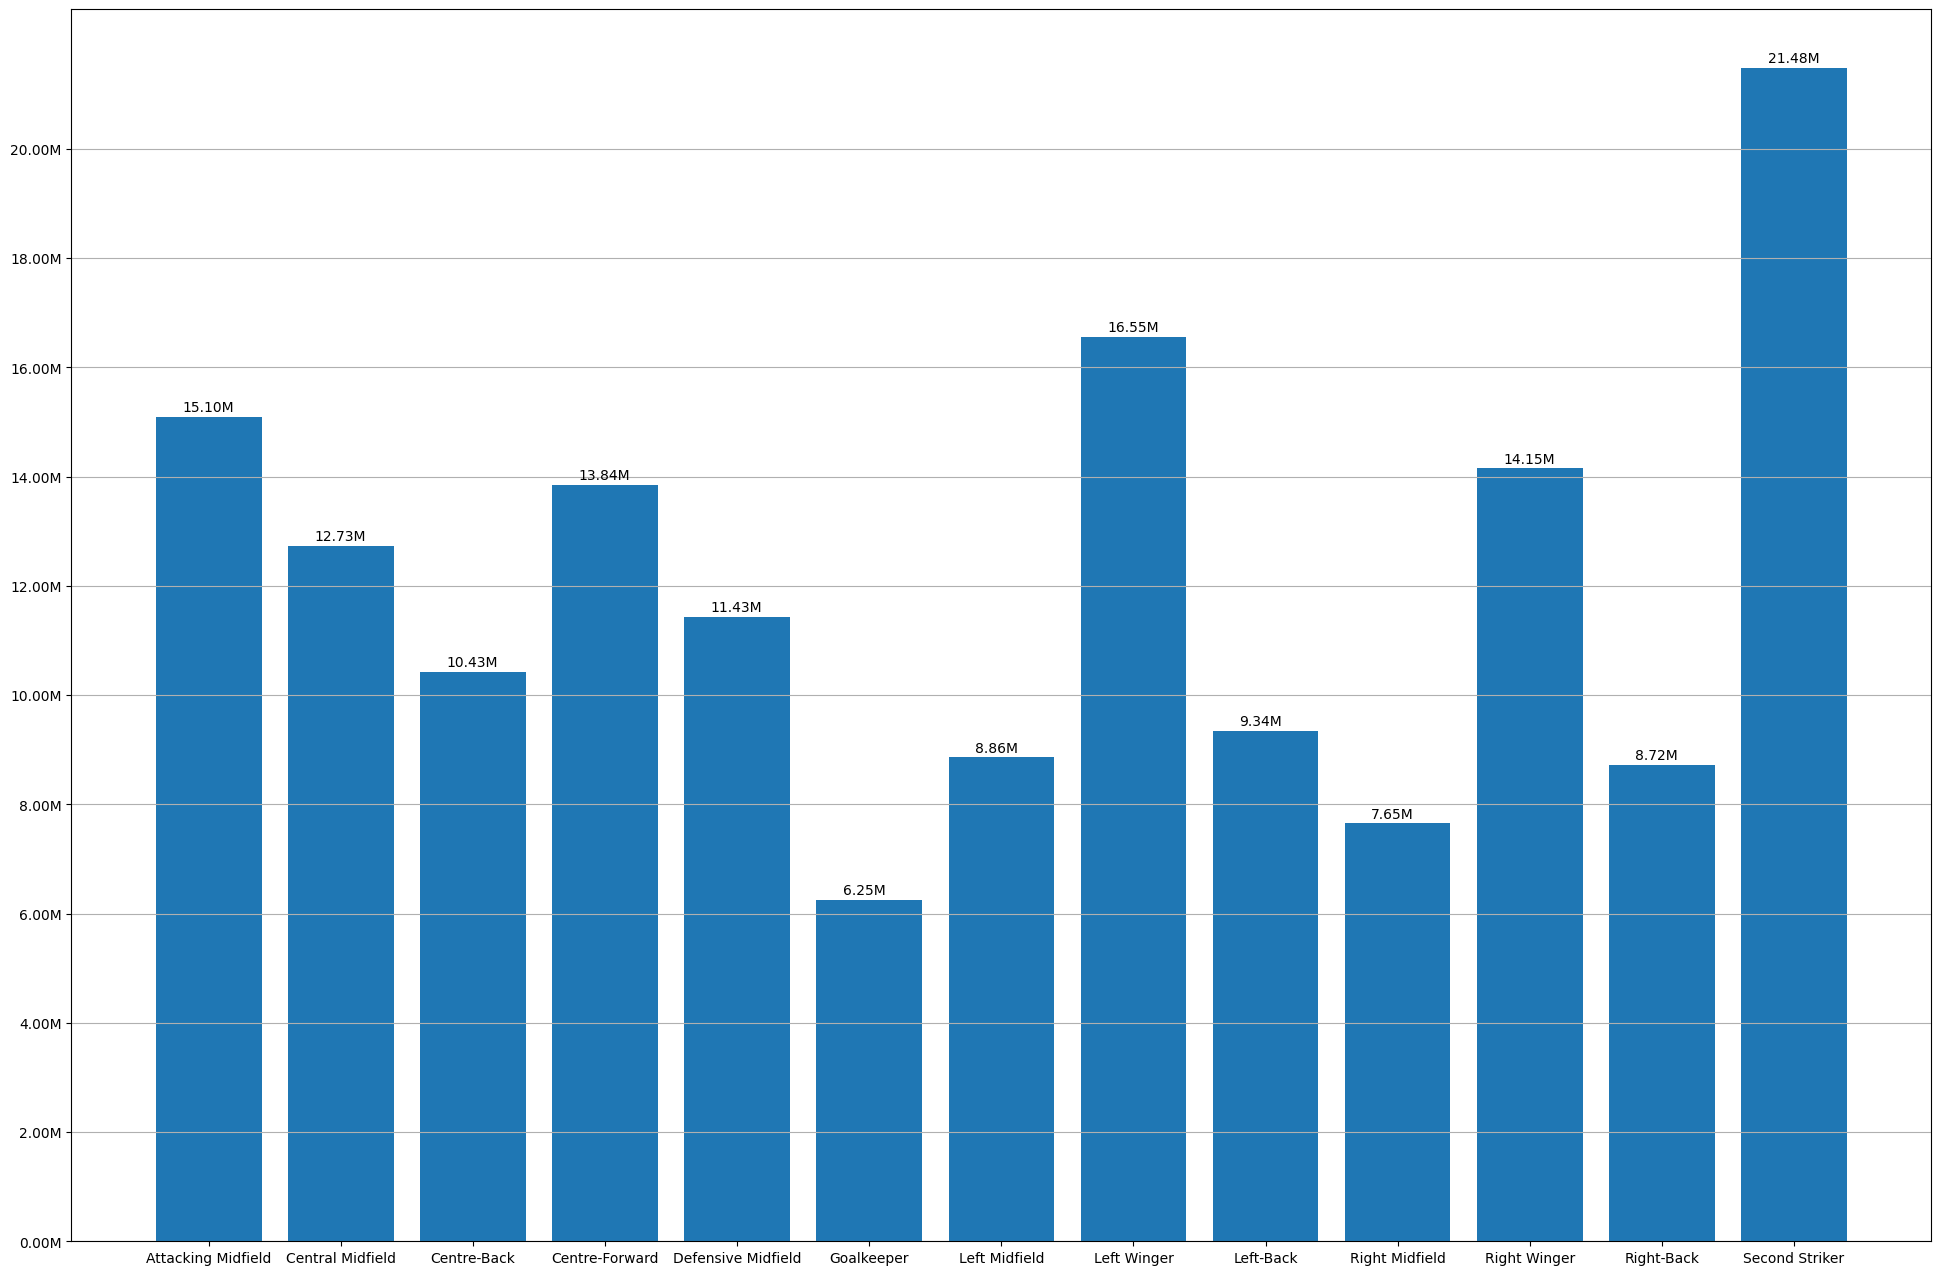 21.48M
20.00M
18.00M
16.55M
16.00M
15.10M
14.15M
14.00M
13.84M
12.73M
12.00M
11.43M
10.43M
10.00M
9.34M
8.86M
8.72M
8.00M
7.65M
6.25M
6.00M
4.00M
2.00M
0.00M
Attacking Midfield Central Midfield Centre-Back Centre-Forward Defensive Midfield Goalkeeper Left Midfield Left Winger Left-Back Right Midfield Right Winger Right-Back Second Striker